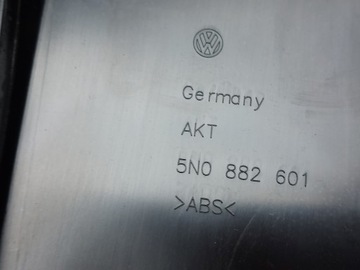 Germany
AKT
5N0 882 601
>ABS<